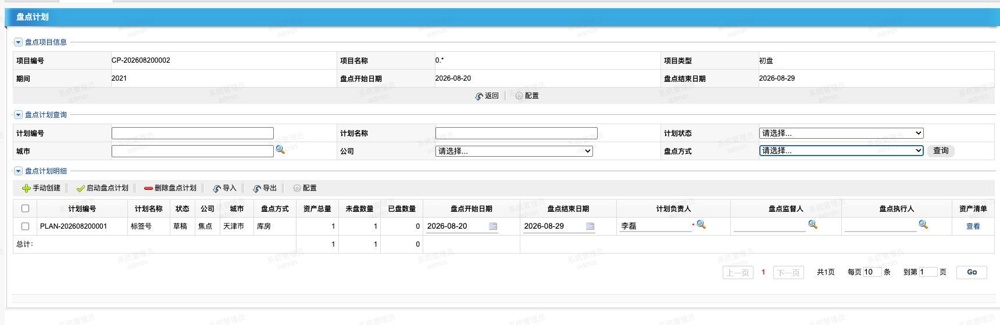 盘点计划
盘点项目信息
项目编号 CP-202608200002 项目名称 0.* 项目类型 初盘
期间 2021 盘点开始日期 2026-08-20 盘点结束日期 2026-08-29
返回 配置
盘点计划查询
计划编号 计划名称 计划状态 请选择...
城市 公司 请选择... 盘点方式 请选择... 查询
盘点计划明细
手动创建 启动盘点计划 删除盘点计划 导入 导出 配置
计划编号 计划名称 状态 公司 城市 盘点方式 资产总量 未盘数量 已盘数量 盘点开始日期 盘点结束日期 计划负责人 盘点监督人 盘点执行人 资产清单
PLAN-202608200001 标签号 草稿 焦点 天津市 库房 1 1 0 2026-08-20 2026-08-29 李磊 * 查看
总计： 1 1 0
上一页 1 下一页 共1页 每页 10 条 到第 1 页 Go
系统管理员
admin